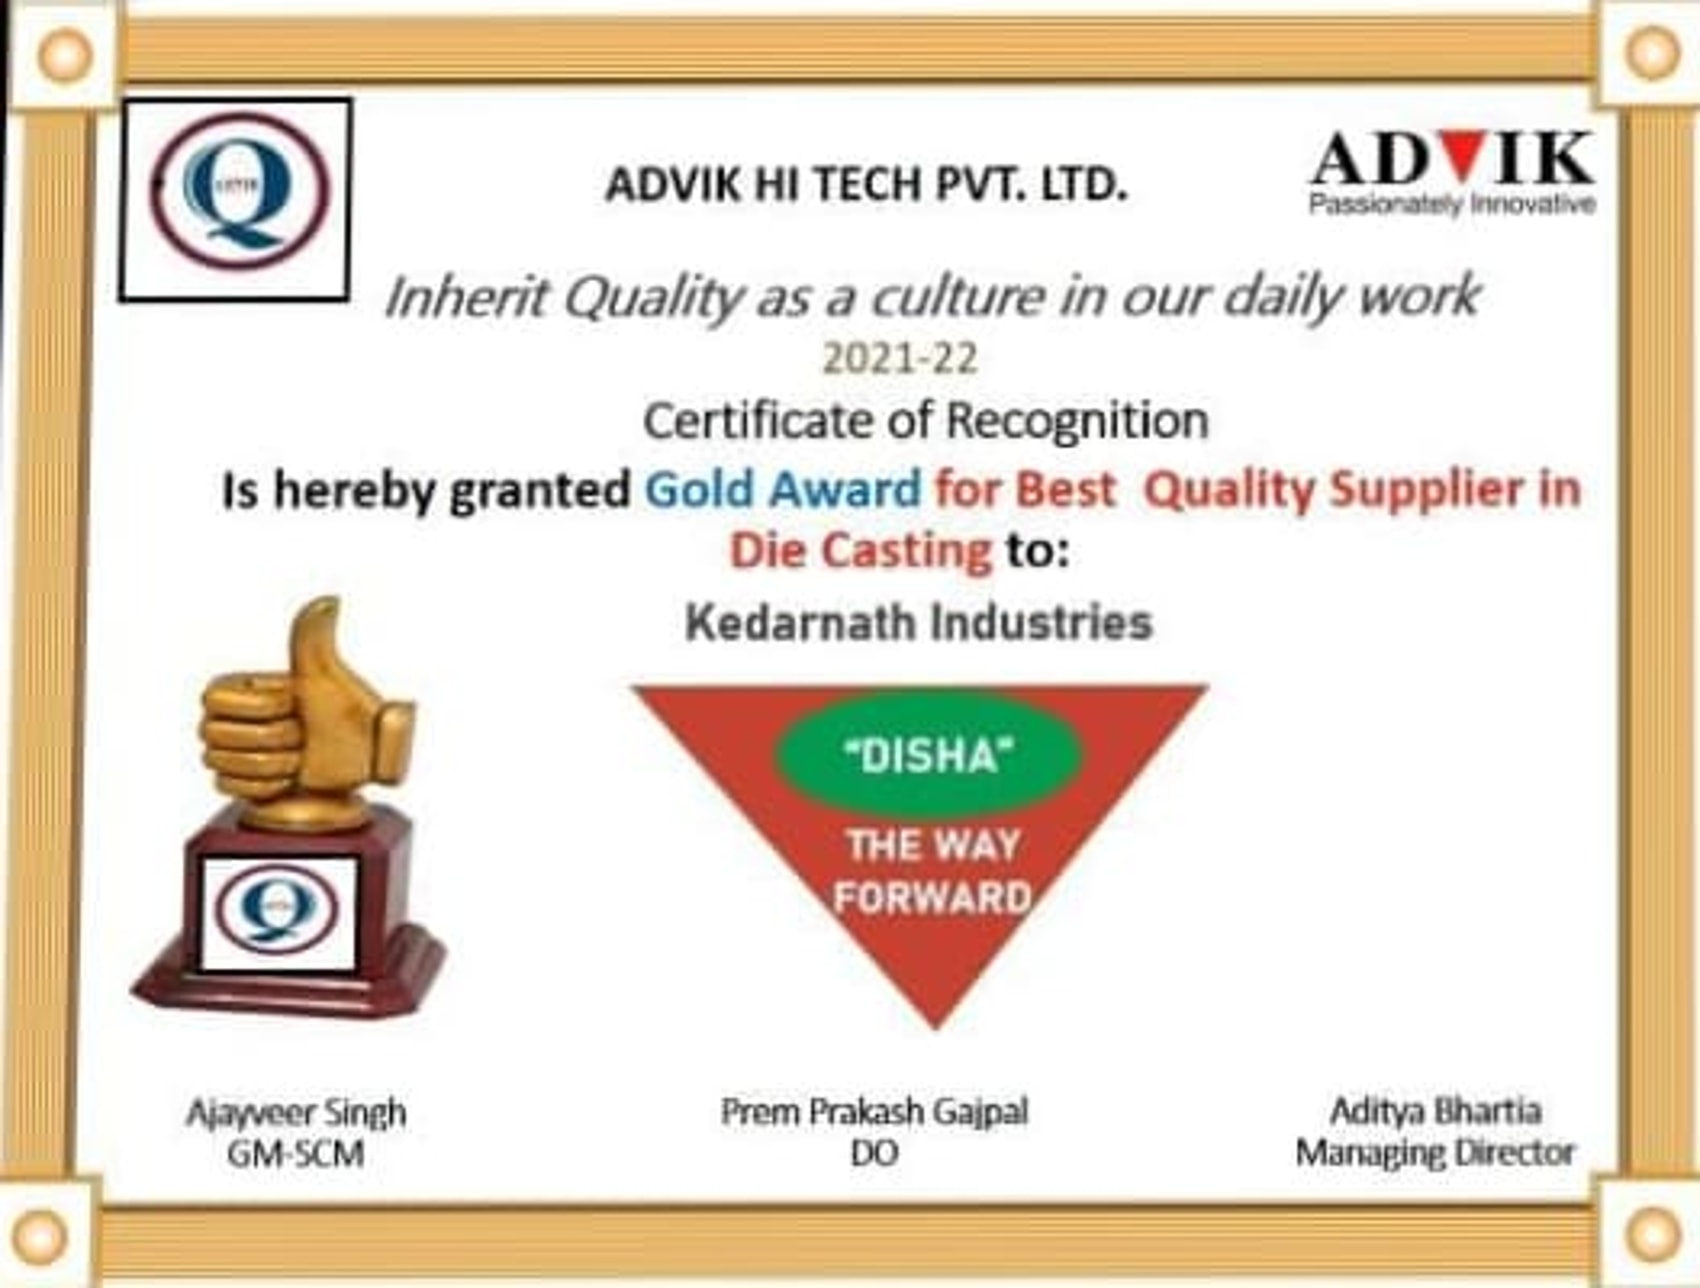 ADVIK HI TECH PVT. LTD.
ADVIK
Passionately Innovative
Inherit Quality as a culture in our daily work
2021-22
Certificate of Recognition
Is hereby granted Gold Award for Best Quality Supplier in
Die Casting to:
Kedarnath Industries
"DISHA"
THE WAY
FORWARD
Ajayveer Singh
GM-SCM
Prem Prakash Gajpal
DO
Aditya Bhartia
Managing Director